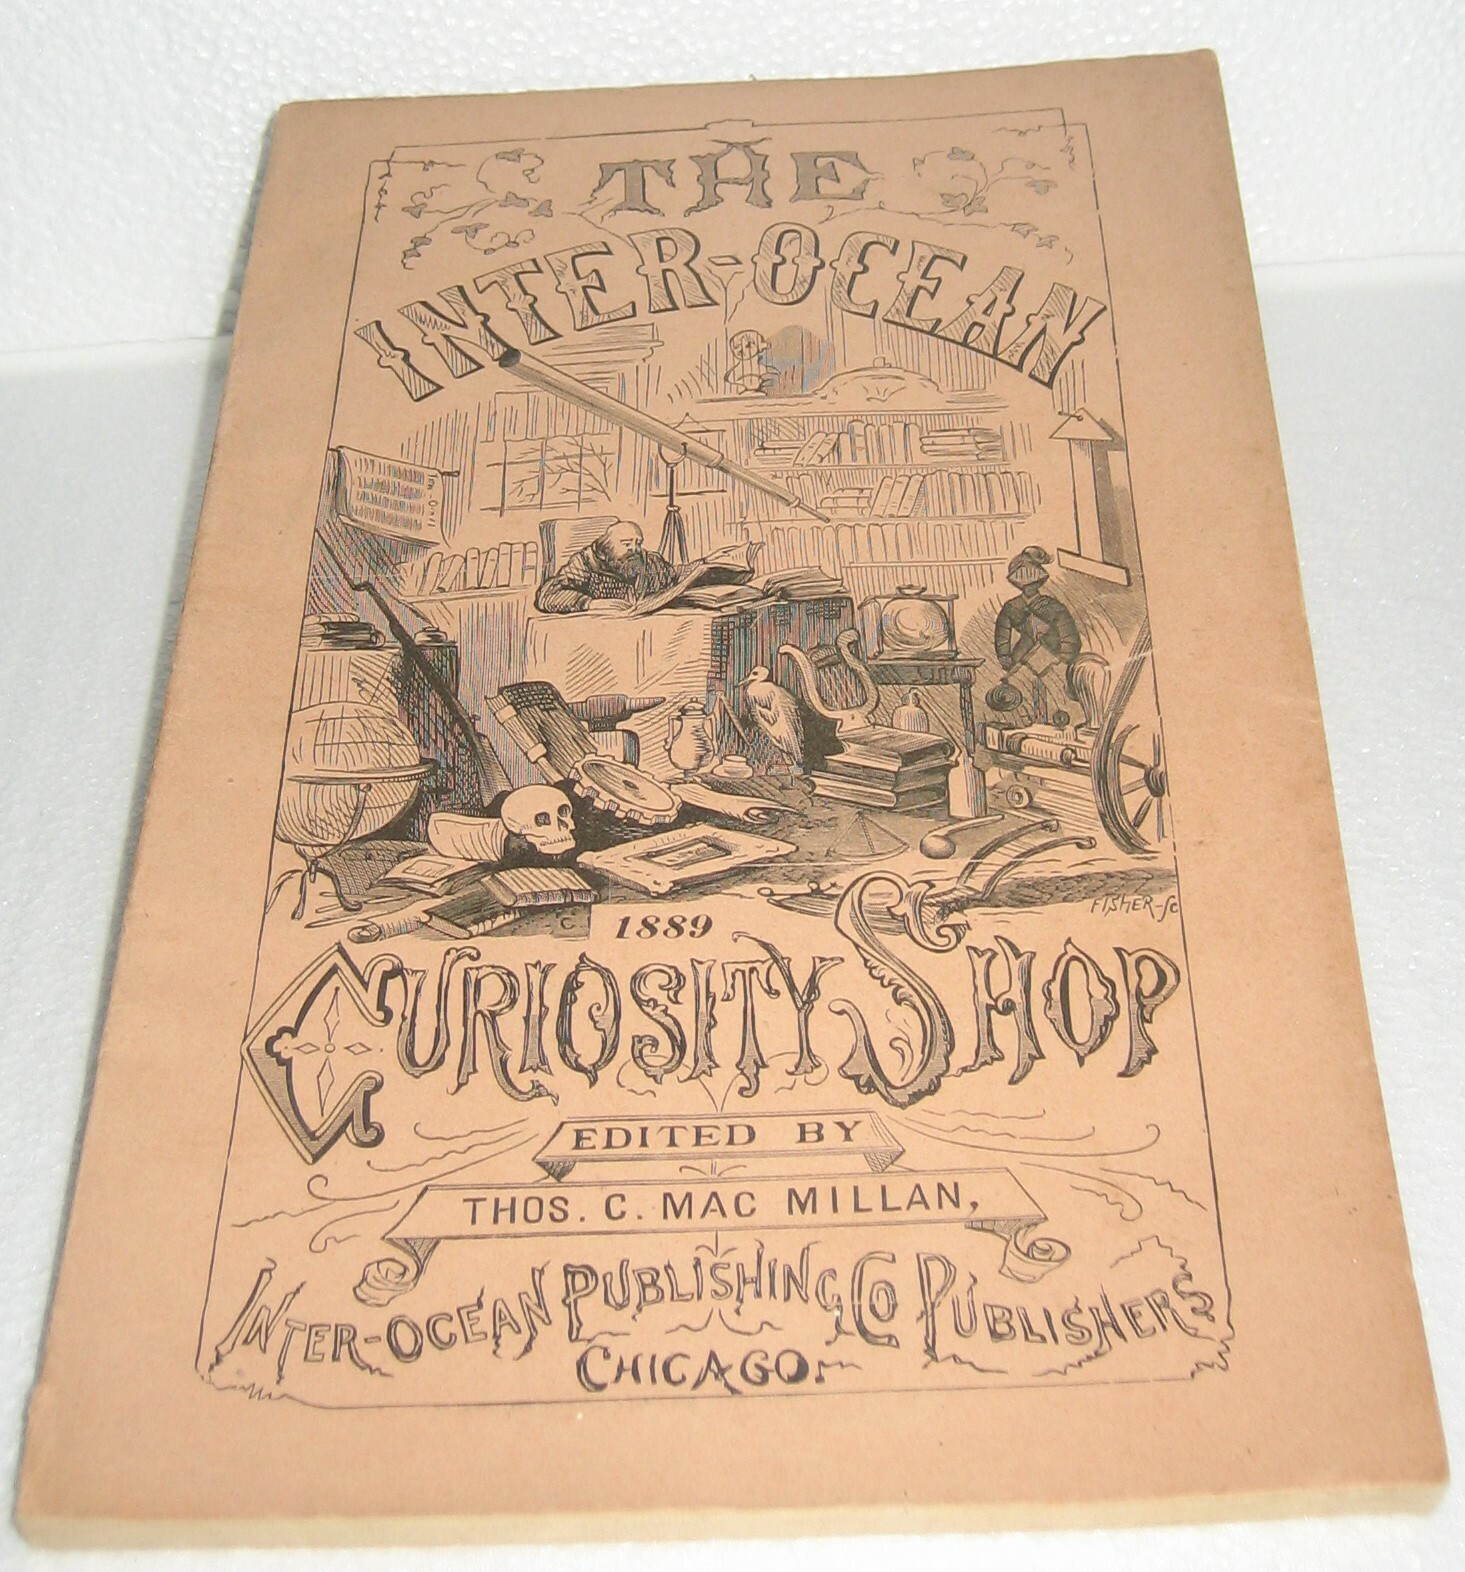 THE
INTER-OCEAN
FISHER-Sc
1889
CURIOSITY SHOP
EDITED BY
THOS. C. MAC MILLAN,
INTER-OCEAN PUBLISHING CO PUBLISHERS
CHICAGO.